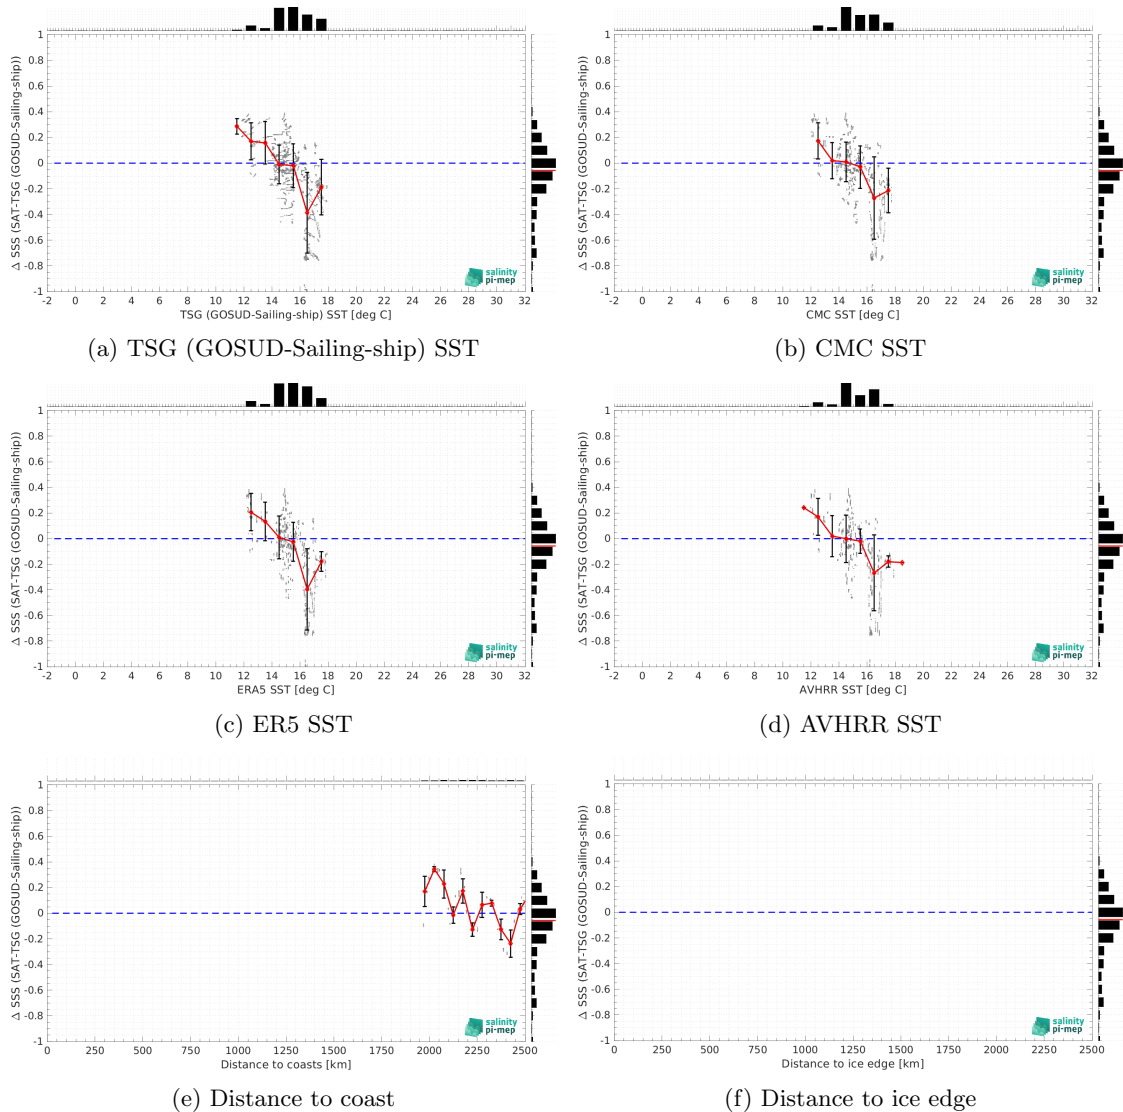 1
0.8
0.6
0.4
0.2
0
-0.2
-0.4
-0.6
-0.8
-1
Δ SSS (SAT-TSG (GOSUD-Sailing-ship))
salinity
pi-mep
-2 0 2 4 6 8 10 12 14 16 18 20 22 24 26 28 30 32
TSG (GOSUD-Sailing-ship) SST [deg C]
(a) TSG (GOSUD-Sailing-ship) SST
1
0.8
0.6
0.4
0.2
0
-0.2
-0.4
-0.6
-0.8
-1
Δ SSS (SAT-TSG (GOSUD-Sailing-ship))
salinity
pi-mep
-2 0 2 4 6 8 10 12 14 16 18 20 22 24 26 28 30 32
CMC SST [deg C]
(b) CMC SST
1
0.8
0.6
0.4
0.2
0
-0.2
-0.4
-0.6
-0.8
-1
Δ SSS (SAT-TSG (GOSUD-Sailing-ship))
salinity
pi-mep
-2 0 2 4 6 8 10 12 14 16 18 20 22 24 26 28 30 32
ERA5 SST [deg C]
(c) ER5 SST
1
0.8
0.6
0.4
0.2
0
-0.2
-0.4
-0.6
-0.8
-1
Δ SSS (SAT-TSG (GOSUD-Sailing-ship))
salinity
pi-mep
-2 0 2 4 6 8 10 12 14 16 18 20 22 24 26 28 30 32
AVHRR SST [deg C]
(d) AVHRR SST
1
0.8
0.6
0.4
0.2
0
-0.2
-0.4
-0.6
-0.8
-1
Δ SSS (SAT-TSG (GOSUD-Sailing-ship))
salinity
pi-mep
0 250 500 750 1000 1250 1500 1750 2000 2250 2500
Distance to coasts [km]
(e) Distance to coast
1
0.8
0.6
0.4
0.2
0
-0.2
-0.4
-0.6
-0.8
-1
Δ SSS (SAT-TSG (GOSUD-Sailing-ship))
salinity
pi-mep
0 250 500 750 1000 1250 1500 1750 2000 2250 2500
Distance to ice edge [km]
(f) Distance to ice edge